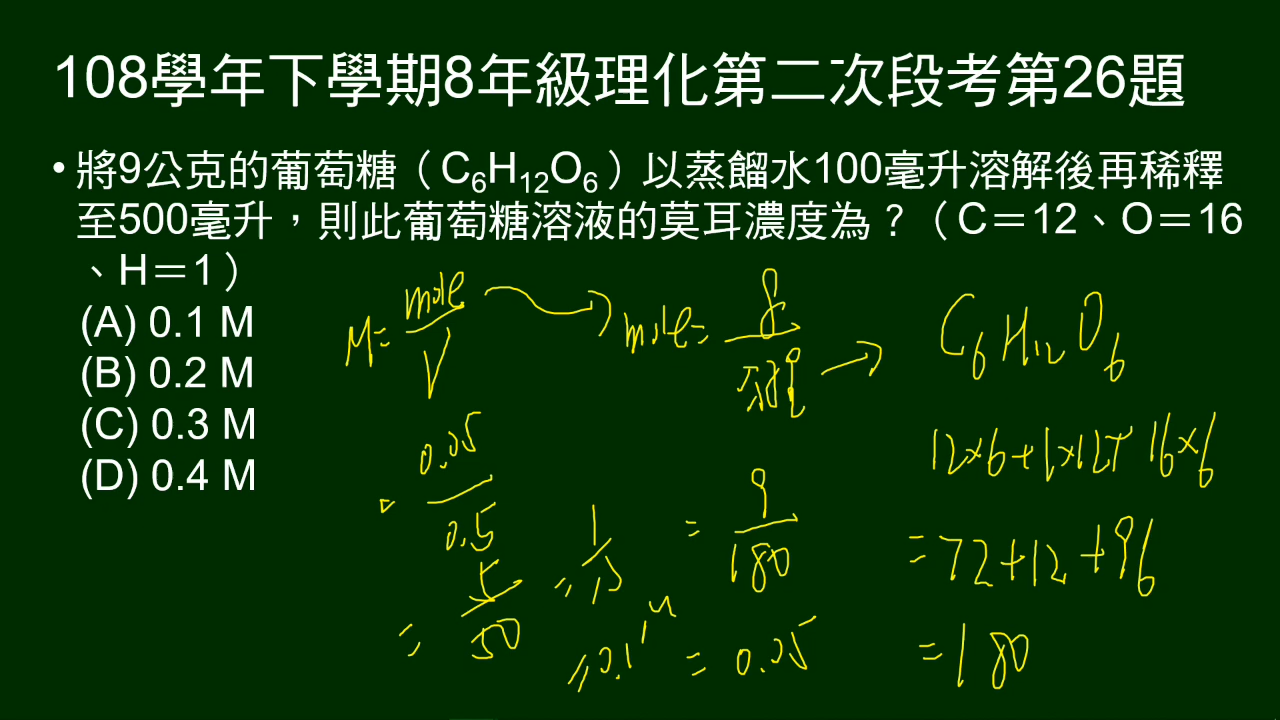 108學年下學期8年級理化第二次段考第26題
• 將9公克的葡萄糖（C₆H₁₂O₆）以蒸餾水100毫升溶解後再稀釋
至500毫升，則此葡萄糖溶液的莫耳濃度為？（C＝12、O＝16
、H＝1）
(A) 0.1 M
(B) 0.2 M
(C) 0.3 M
(D) 0.4 M
M = mole / V
mole = g / 分子量
C₆H₁₂O₆
12×6+1×12+16×6
= 72+12+96
= 180
= 9 / 180
= 0.05
= 0.05 / 0.5
= 5 / 50
= 1 / 10
= 0.1 M